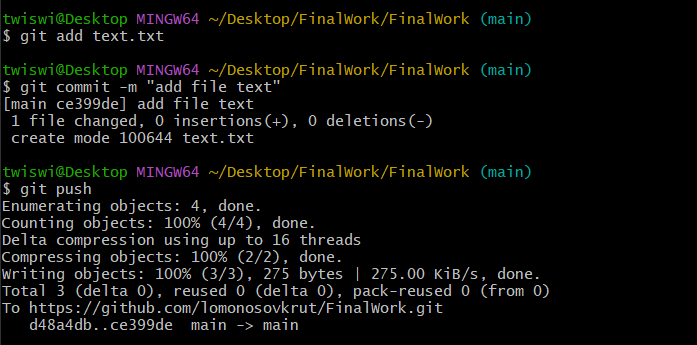 twiswi@Desktop MINGW64 ~/Desktop/FinalWork/FinalWork (main)
$ git add text.txt
twiswi@Desktop MINGW64 ~/Desktop/FinalWork/FinalWork (main)
$ git commit -m "add file text"
[main ce399de] add file text
 1 file changed, 0 insertions(+), 0 deletions(-)
 create mode 100644 text.txt
twiswi@Desktop MINGW64 ~/Desktop/FinalWork/FinalWork (main)
$ git push
Enumerating objects: 4, done.
Counting objects: 100% (4/4), done.
Delta compression using up to 16 threads
Compressing objects: 100% (2/2), done.
Writing objects: 100% (3/3), 275 bytes | 275.00 KiB/s, done.
Total 3 (delta 0), reused 0 (delta 0), pack-reused 0 (from 0)
To https://github.com/lomonosovkrut/FinalWork.git
   d48a4db..ce399de  main -> main